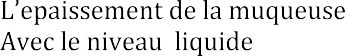 L’epaissement de la muqueuse
Avec le niveau  liquide